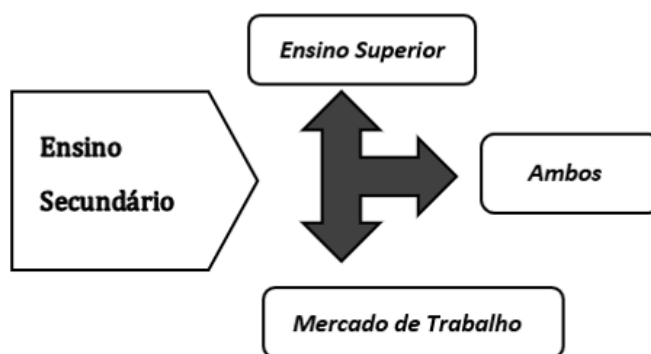 Ensino Superior
Ensino
Secundário
Ambos
Mercado de Trabalho